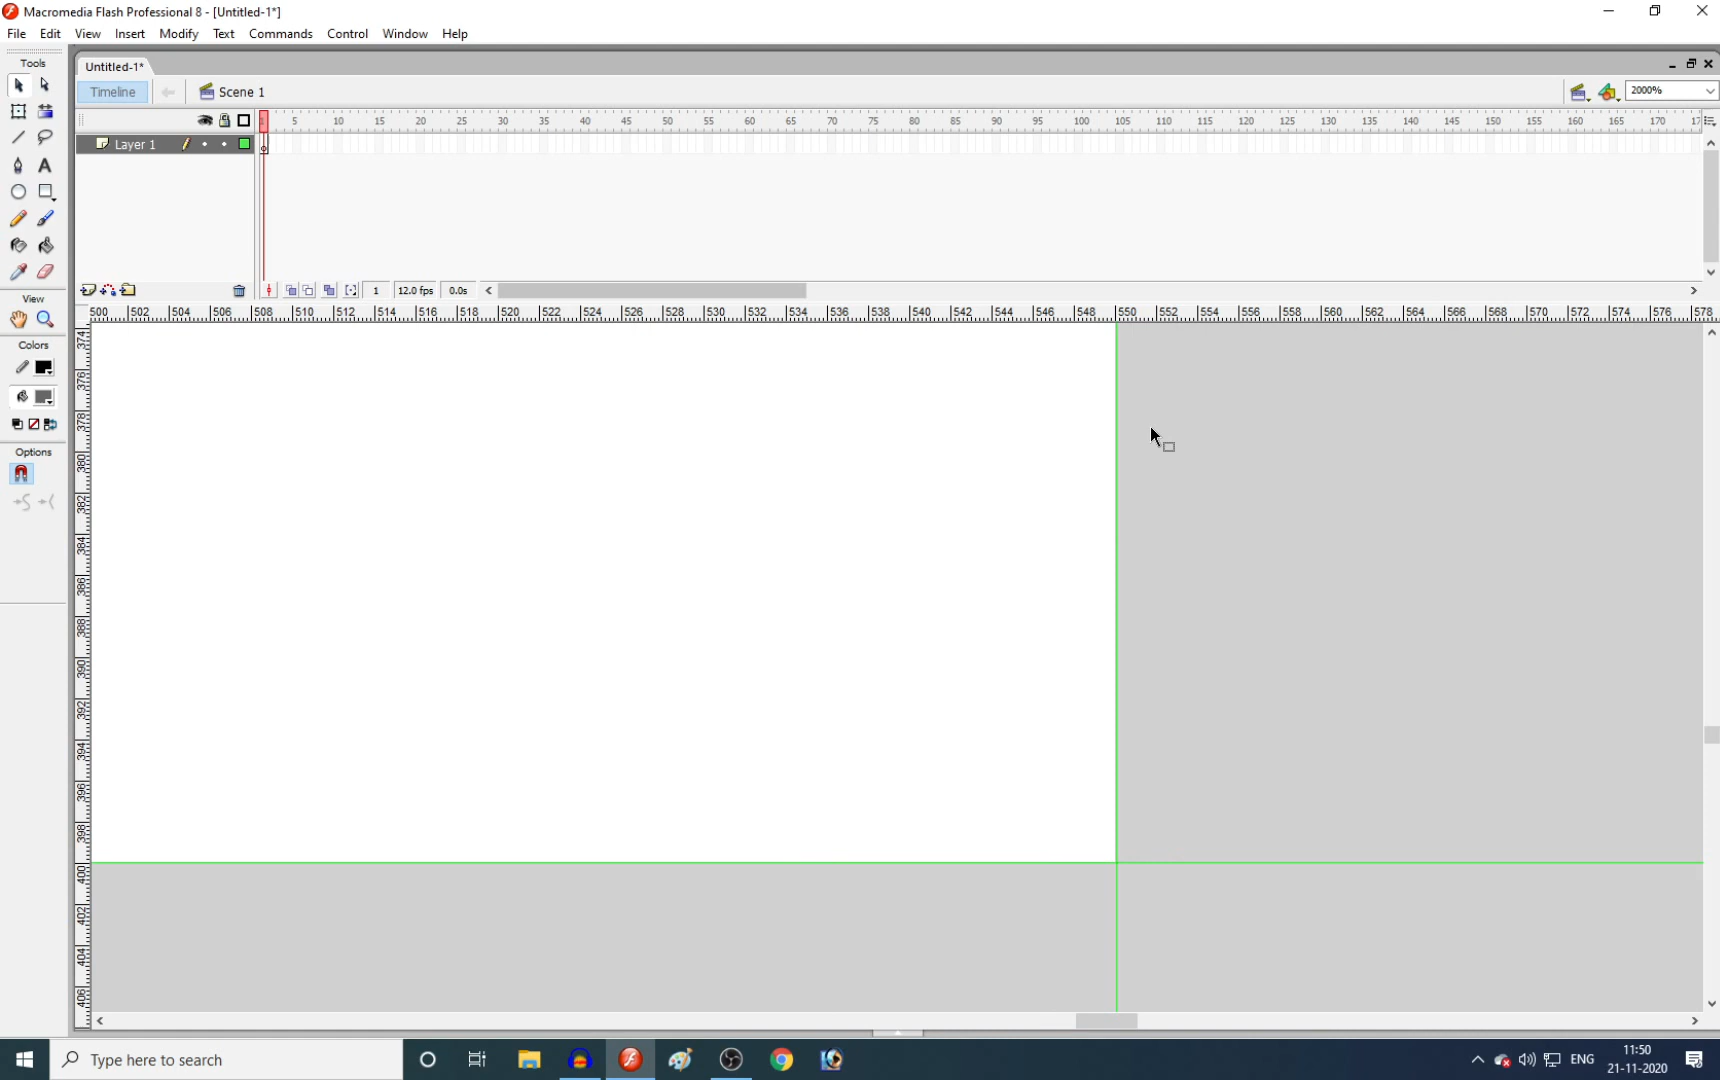 Macromedia Flash Professional 8 - [Untitled-1*]
File Edit View Insert Modify Text Commands Control Window Help
Tools
Untitled-1*
Timeline Scene 1 2000%
1 5 10 15 20 25 30 35 40 45 50 55 60 65 70 75 80 85 90 95 100 105 110 115 120 125 130 135 140 145 150 155 160 165 170 17
Layer 1
A
1 12.0 fps 0.0s
View
500 502 504 506 508 510 512 514 516 518 520 522 524 526 528 530 532 534 536 538 540 542 544 546 548 550 552 554 556 558 560 562 564 566 568 570 572 574 576 578
Colors
Options
374
376
378
380
382
384
386
388
390
392
394
396
398
400
402
404
406
Type here to search
ENG
11:50
21-11-2020